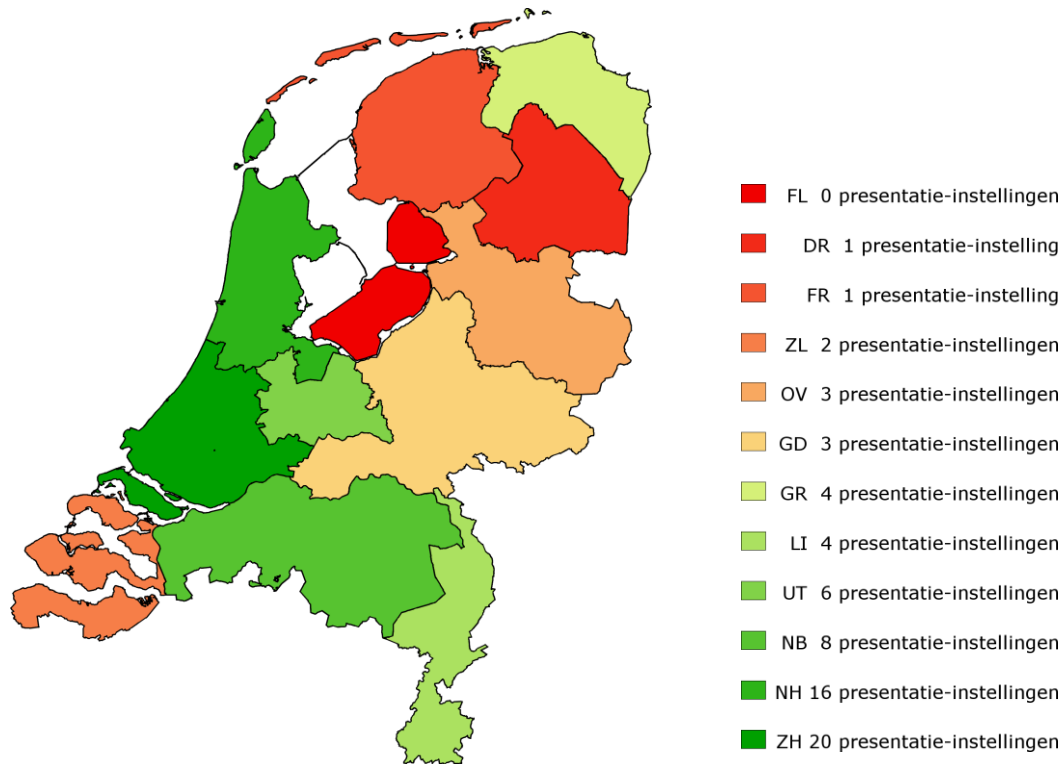 FL 0 presentatie-instellingen
DR 1 presentatie-instelling
FR 1 presentatie-instelling
ZL 2 presentatie-instellingen
OV 3 presentatie-instellingen
GD 3 presentatie-instellingen
GR 4 presentatie-instellingen
LI 4 presentatie-instellingen
UT 6 presentatie-instellingen
NB 8 presentatie-instellingen
NH 16 presentatie-instellingen
ZH 20 presentatie-instellingen